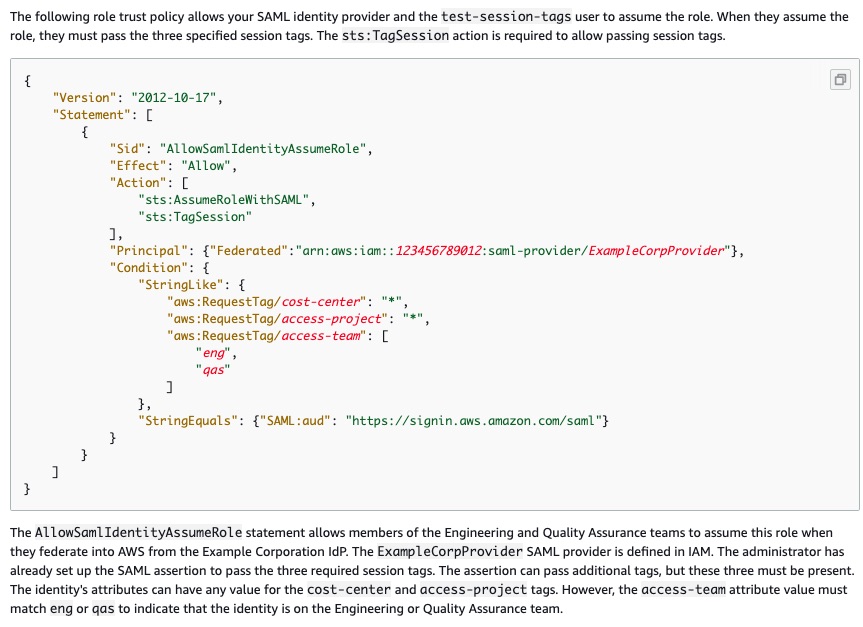 The following role trust policy allows your SAML identity provider and the test-session-tags user to assume the role. When they assume the
role, they must pass the three specified session tags. The sts:TagSession action is required to allow passing session tags.
{
    "Version": "2012-10-17",
    "Statement": [
        {
            "Sid": "AllowSamlIdentityAssumeRole",
            "Effect": "Allow",
            "Action": [
                "sts:AssumeRoleWithSAML",
                "sts:TagSession"
            ],
            "Principal": {"Federated":"arn:aws:iam::123456789012:saml-provider/ExampleCorpProvider"},
            "Condition": {
                "StringLike": {
                    "aws:RequestTag/cost-center": "*",
                    "aws:RequestTag/access-project": "*",
                    "aws:RequestTag/access-team": [
                        "eng",
                        "qas"
                    ]
                },
                "StringEquals": {"SAML:aud": "https://signin.aws.amazon.com/saml"}
            }
        }
    ]
}
The AllowSamlIdentityAssumeRole statement allows members of the Engineering and Quality Assurance teams to assume this role when
they federate into AWS from the Example Corporation IdP. The ExampleCorpProvider SAML provider is defined in IAM. The administrator has
already set up the SAML assertion to pass the three required session tags. The assertion can pass additional tags, but these three must be present.
The identity's attributes can have any value for the cost-center and access-project tags. However, the access-team attribute value must
match eng or qas to indicate that the identity is on the Engineering or Quality Assurance team.